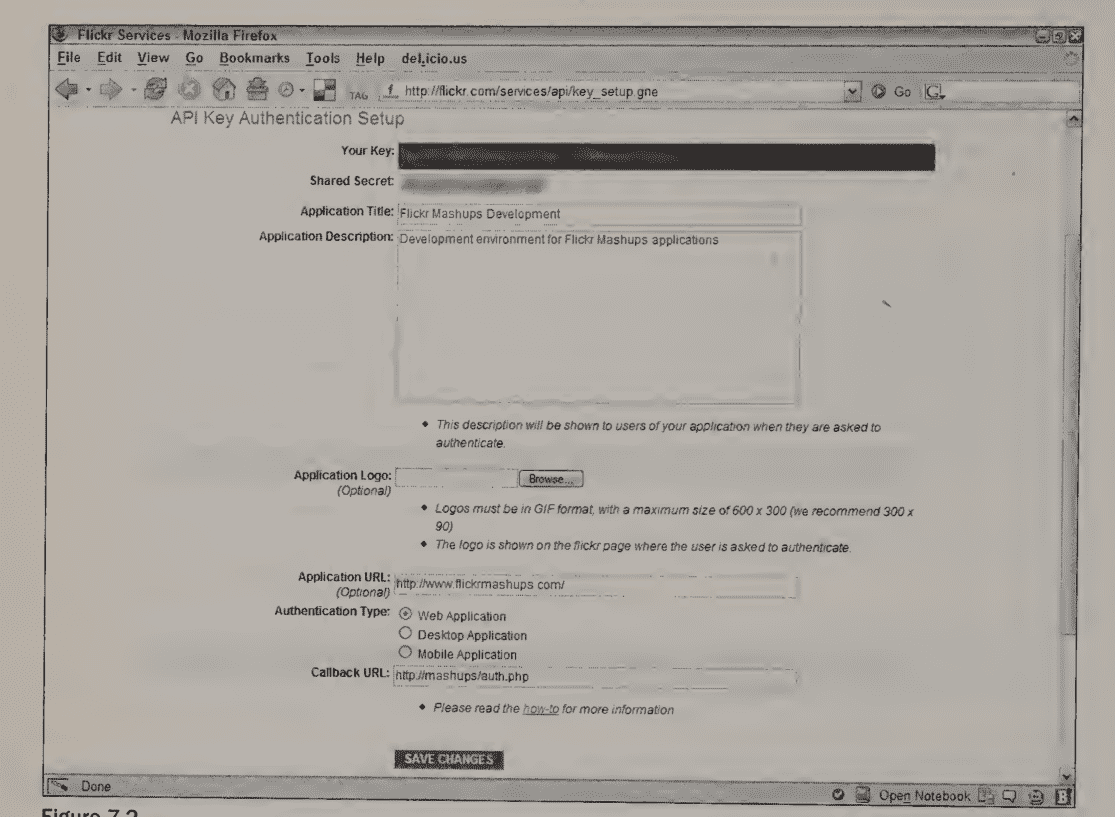 Flickr Services - Mozilla Firefox
File Edit View Go Bookmarks Tools Help del.icio.us
TAG http://flickr.com/services/api/key_setup.gne Go
API Key Authentication Setup
Your Key:
Shared Secret:
Application Title: Flickr Mashups Development
Application Description: Development environment for Flickr Mashups applications
• This description will be shown to users of your application when they are asked to
authenticate.
Application Logo: Browse...
(Optional)
• Logos must be in GIF format, with a maximum size of 600 x 300 (we recommend 300 x
90)
• The logo is shown on the flickr page where the user is asked to authenticate.
Application URL: http://www.flickrmashups.com/
(Optional)
Authentication Type: Web Application
Desktop Application
Mobile Application
Callback URL: http://mashups/auth.php
• Please read the how-to for more information
SAVE CHANGES
Done
Open Notebook
Figure 7.2